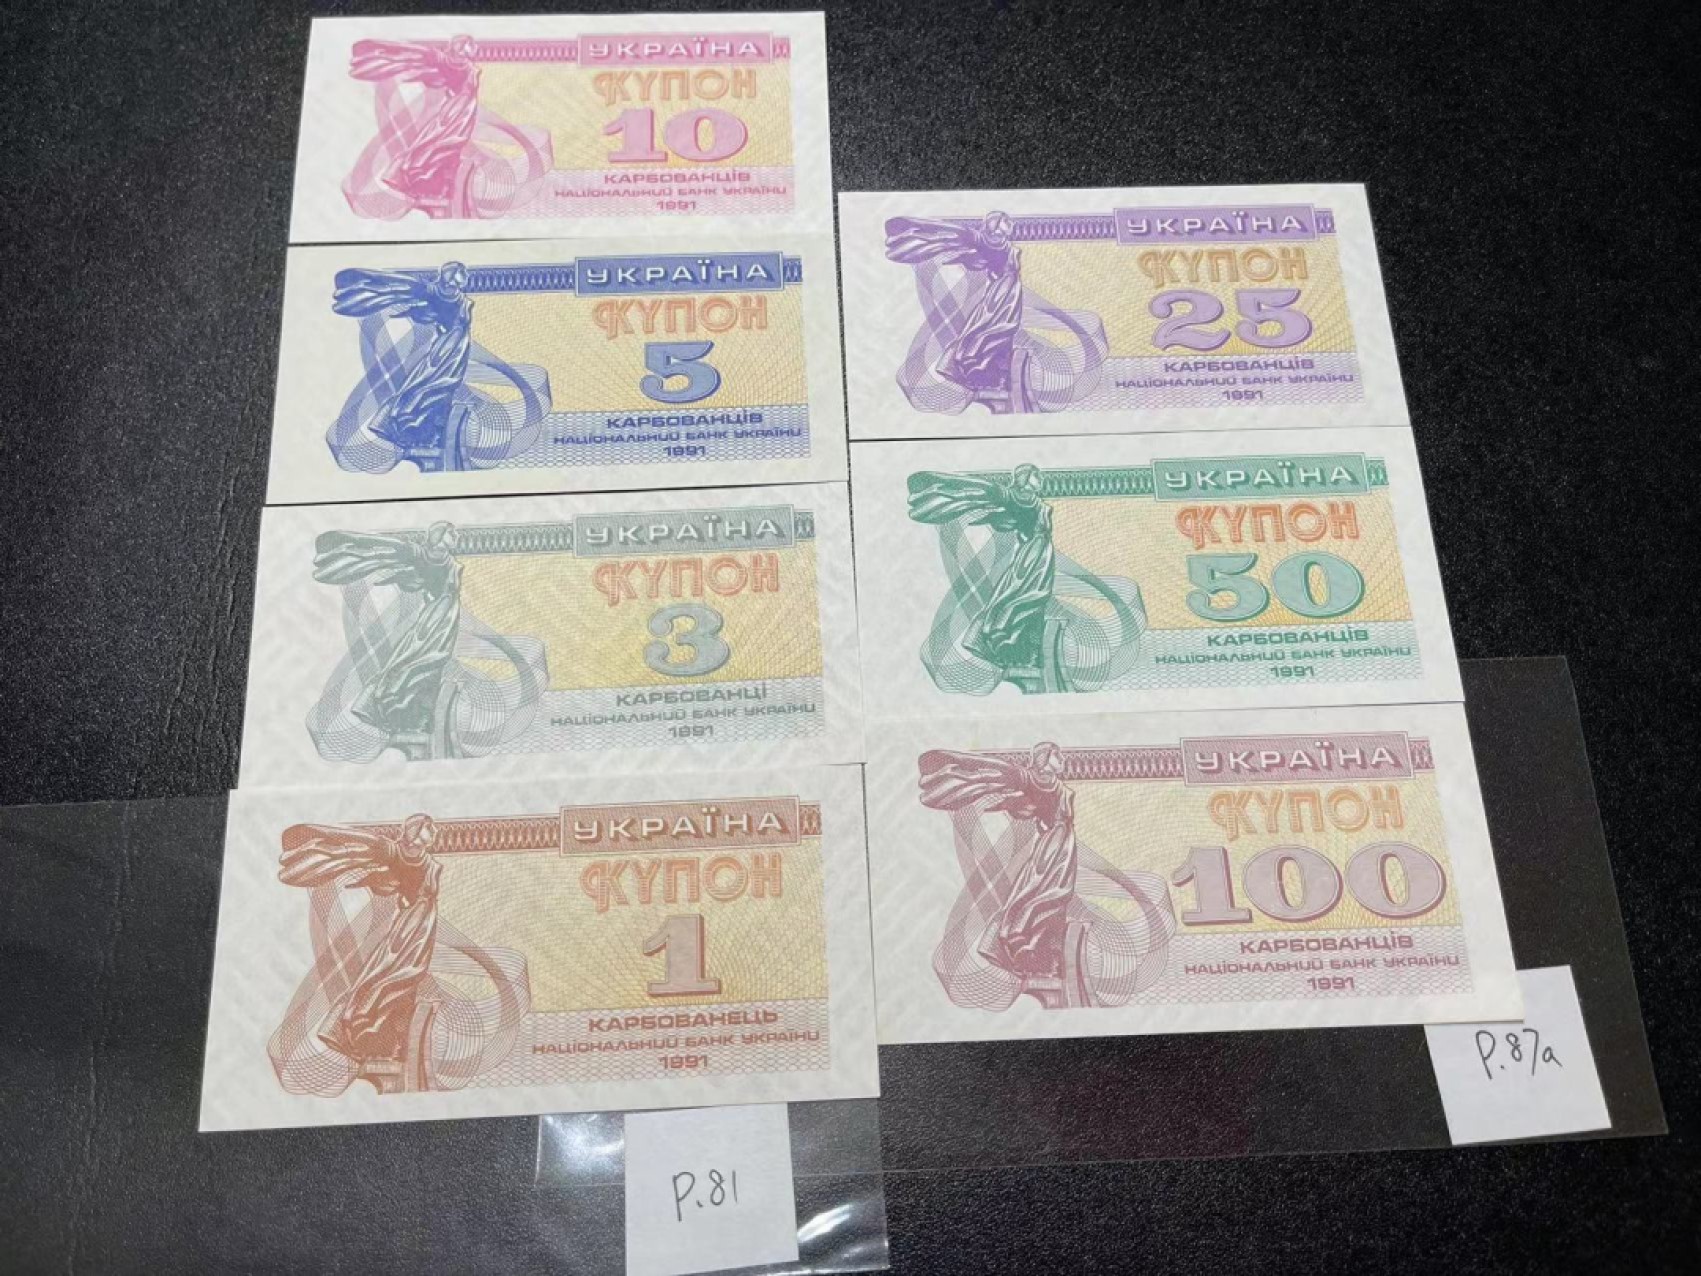 УКРАЇНА
КУПОН
10
КАРБОВАНЦІВ
НАЦІОНАЛЬНИЙ БАНК УКРАЇНИ
1991
УКРАЇНА
КУПОН
5
КАРБОВАНЦІВ
НАЦІОНАЛЬНИЙ БАНК УКРАЇНИ
1991
УКРАЇНА
КУПОН
3
КАРБОВАНЦІ
НАЦІОНАЛЬНИЙ БАНК УКРАЇНИ
1991
УКРАЇНА
КУПОН
1
КАРБОВАНЕЦЬ
НАЦІОНАЛЬНИЙ БАНК УКРАЇНИ
1991
P.81
УКРАЇНА
КУПОН
25
КАРБОВАНЦІВ
НАЦІОНАЛЬНИЙ БАНК УКРАЇНИ
1991
УКРАЇНА
КУПОН
50
КАРБОВАНЦІВ
НАЦІОНАЛЬНИЙ БАНК УКРАЇНИ
1991
УКРАЇНА
КУПОН
100
КАРБОВАНЦІВ
НАЦІОНАЛЬНИЙ БАНК УКРАЇНИ
1991
P.87a